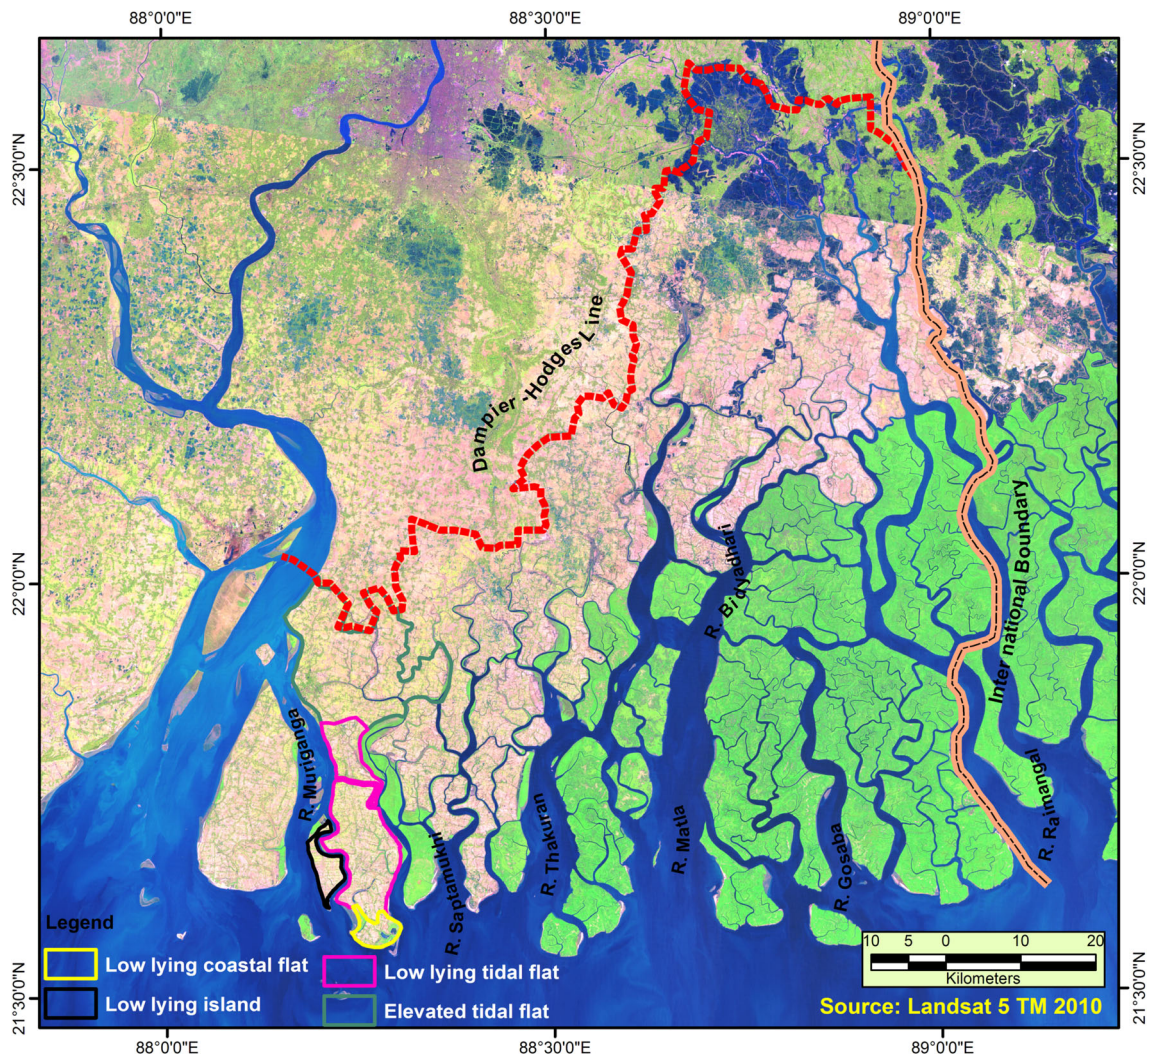 88°0'0"E
88°30'0"E
89°0'0"E
22°30'0"N
22°30'0"N
Dampler -Hodges Line
22°0'0"N
22°0'0"N
R. Bidyadhari
International Boundary
R. Muriganga
R. Saptamukhi
R. Thakuran
R. Matla
R. Gosaba
R. Raimangal
Legend
Low lying coastal flat
Low lying tidal flat
Low lying island
Elevated tidal flat
10 5 0 10 20
Kilometers
Source: Landsat 5 TM 2010
21°30'0"N
21°30'0"N
88°0'0"E
88°30'0"E
89°0'0"E